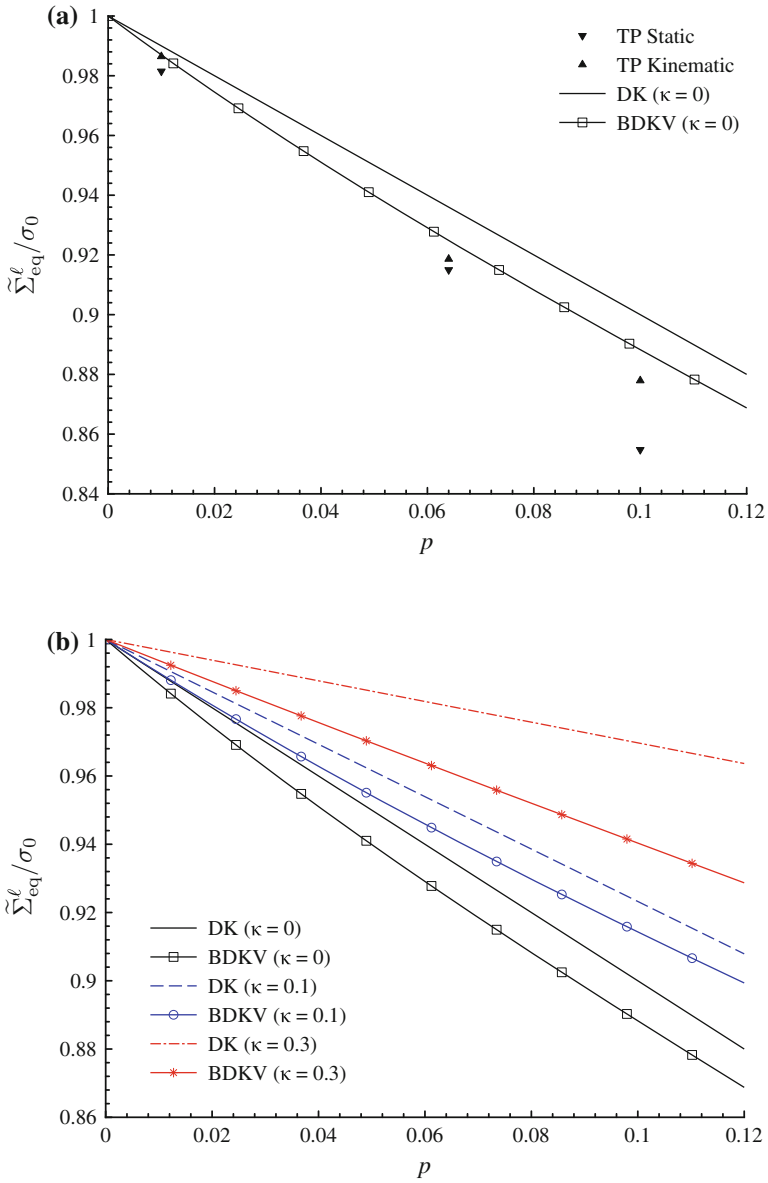 (a)
1
0.98
0.96
0.94
0.92
0.9
0.88
0.86
0.84
Σ̃ℓeq/σ0
TP Static
TP Kinematic
DK (κ = 0)
BDKV (κ = 0)
0 0.02 0.04 0.06 0.08 0.1 0.12
p
(b)
1
0.98
0.96
0.94
0.92
0.9
0.88
0.86
Σ̃ℓeq/σ0
DK (κ = 0)
BDKV (κ = 0)
DK (κ = 0.1)
BDKV (κ = 0.1)
DK (κ = 0.3)
BDKV (κ = 0.3)
0 0.02 0.04 0.06 0.08 0.1 0.12
p